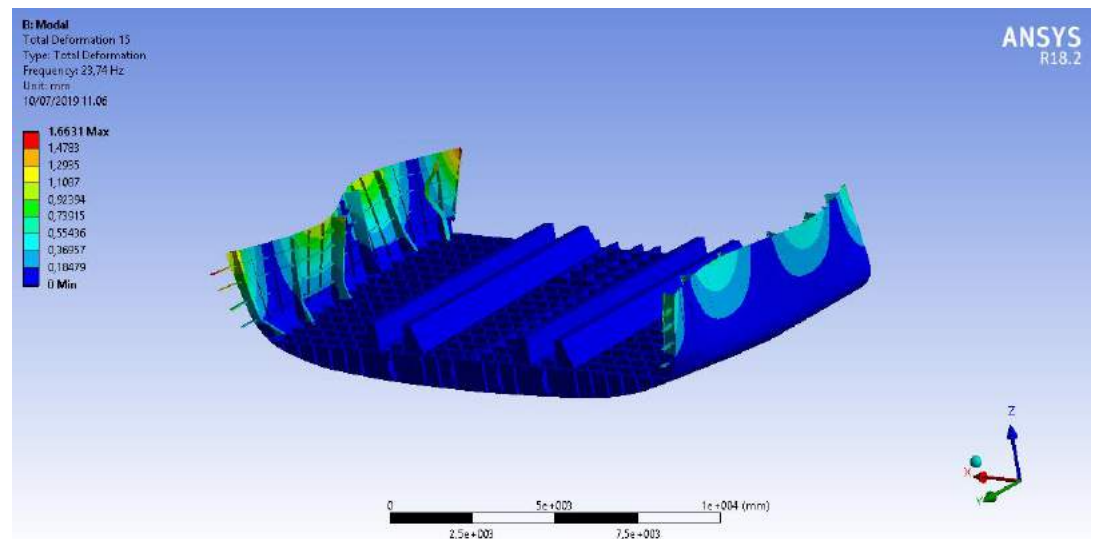 B: Modal
Total Deformation 15
Type: Total Deformation
Frequency: 23,74 Hz
Unit: mm
10/07/2019 11.06
1,6631 Max
1,4783
1,2935
1,1087
0,92394
0,73915
0,55436
0,36957
0,18479
0 Min
ANSYS
R18.2
Z
X
Y
0
5e+003
1e+004 (mm)
2,5e+003
7,5e+003